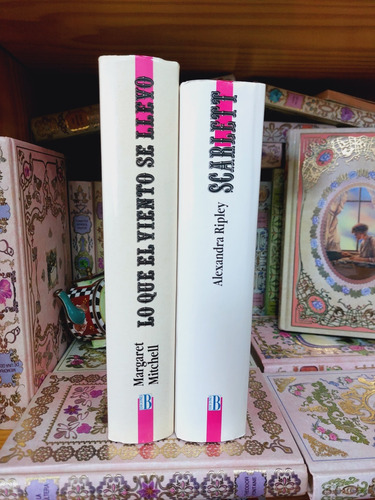 Margaret
Mitchell
LO QUE EL VIENTO SE LLEVO
Alexandra Ripley
SCARLETT